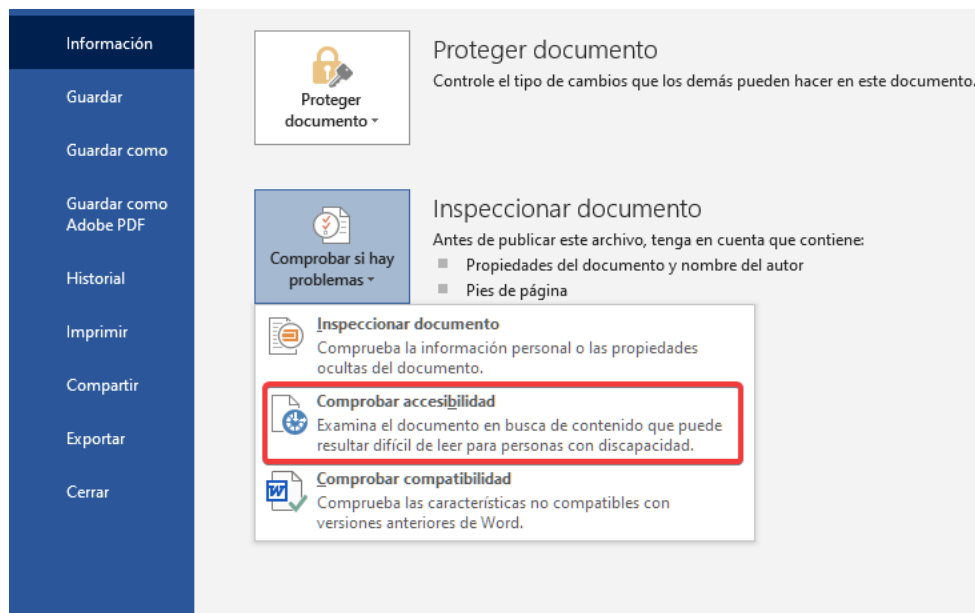 Información
Guardar
Guardar como
Guardar como
Adobe PDF
Historial
Imprimir
Compartir
Exportar
Cerrar
Proteger
documento
Proteger documento
Controle el tipo de cambios que los demás pueden hacer en este documento.
Comprobar si hay
problemas
Inspeccionar documento
Antes de publicar este archivo, tenga en cuenta que contiene:
Propiedades del documento y nombre del autor
Pies de página
Inspeccionar documento
Comprueba la información personal o las propiedades
ocultas del documento.
Comprobar accesibilidad
Examina el documento en busca de contenido que puede
resultar difícil de leer para personas con discapacidad.
W
Comprobar compatibilidad
Comprueba las características no compatibles con
versiones anteriores de Word.